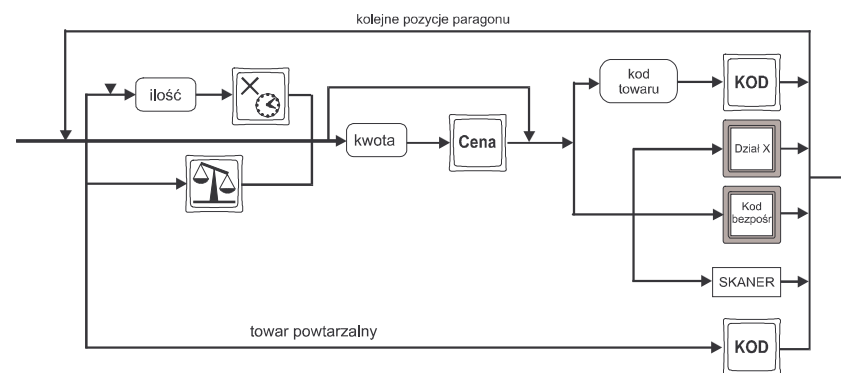 kolejne pozycje paragonu
ilość
kwota
Cena
kod
towaru
KOD
Dział X
Kod
bezpośr
SKANER
towar powtarzalny
KOD